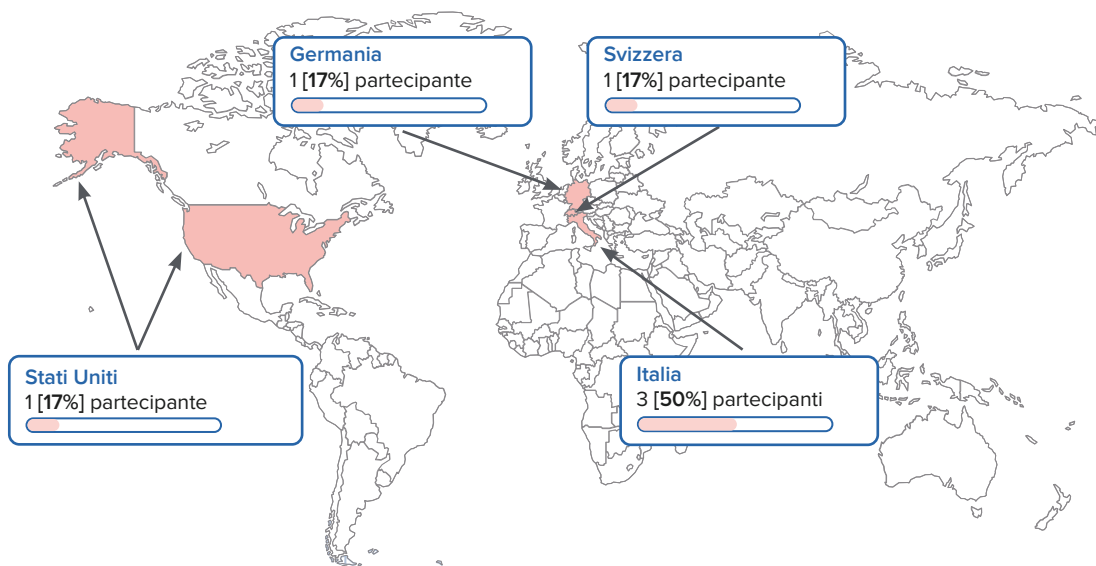 Germania
1 [17%] partecipante
Svizzera
1 [17%] partecipante
Stati Uniti
1 [17%] partecipante
Italia
3 [50%] partecipanti